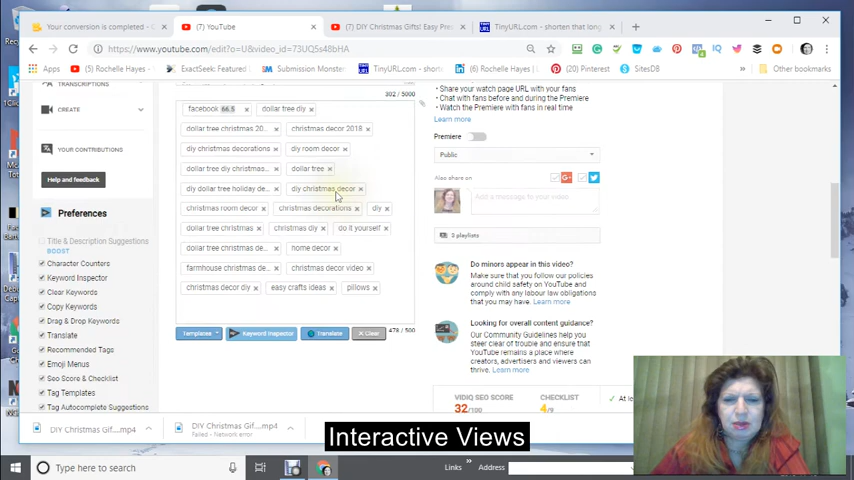 Your conversion is completed -
(7) YouTube
(7) DIY Christmas Gifts! Easy Pre
TinyURL.com - shorten that long
https://www.youtube.com/edit?o=U&video_id=73UQ5s48bHA
Apps
(5) Rochelle Hayes
ExactSeek: Featured
Submission Monster
TinyURL.com - shorte
(6) Rochelle Hayes |
(20) Pinterest
SitesDB
Other bookmarks
TRANSCRIPTIONS
CREATE
YOUR CONTRIBUTIONS
Help and feedback
Preferences
Title & Description Suggestions
BOOST
Character Counters
Keyword Inspector
Clear Keywords
Copy Keywords
Drag & Drop Keywords
Translate
Recommended Tags
Emoji Menus
Seo Score & Checklist
Tag Templates
Tag Autocomplete Suggestions
302 / 5000
facebook 66.5
dollar tree diy
dollar tree christmas 20...
christmas decor 2018
diy christmas decorations
diy room decor
dollar tree diy christmas...
dollar tree
diy dollar tree holiday de...
diy christmas decor
christmas room decor
christmas decorations
diy
dollar tree christmas
christmas diy
do it yourself
dollar tree christmas de...
home decor
farmhouse christmas de...
christmas decor video
christmas decor diy
easy crafts ideas
pillows
Templates
Keyword Inspector
Translate
Clear
478 / 500
Share your watch page URL with your fans
Chat with fans before and during the Premiere
Watch the Premiere with fans in real time
Learn more
Premiere
Public
Also share on
Add a message to your video
3 playlists
Do minors appear in this video?
Make sure that you follow our policies
around child safety on YouTube and
comply with any labour law obligations
that you may have. Learn more
Looking for overall content guidance?
Our Community Guidelines help you
steer clear of trouble and ensure that
YouTube remains a place where
creators, advertisers and viewers can
thrive. Learn more
VIDIQ SEO SCORE
32/100
CHECKLIST
4/9
At le
DIY Christmas Gif....mp4
DIY Christmas Gif....mp4
Failed - Network error
Interactive Views
Type here to search
Links
Address